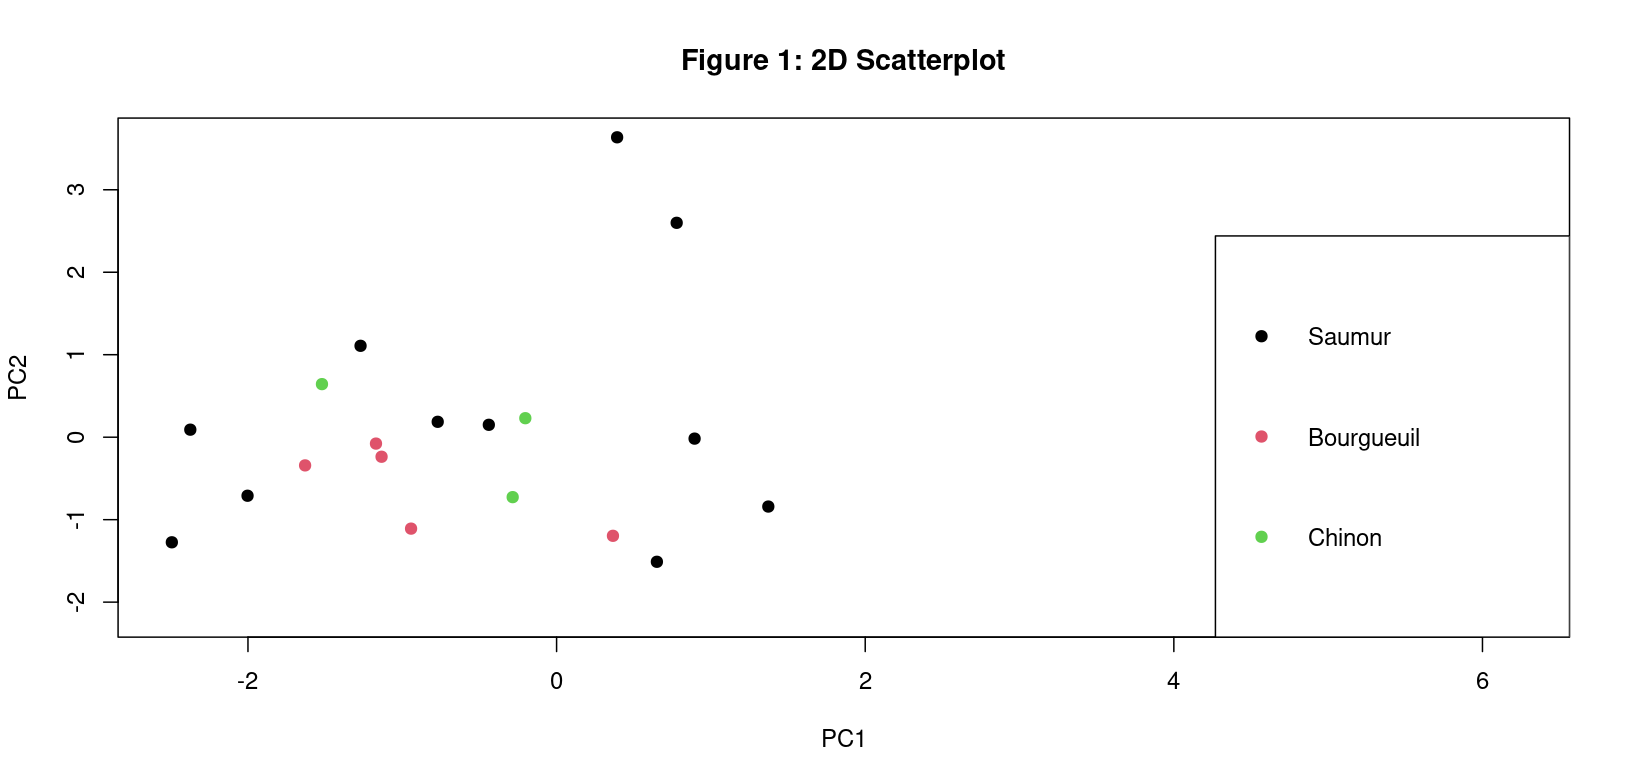 Figure 1: 2D Scatterplot
PC2
3
2
1
0
-1
-2
Saumur
Bourgueuil
Chinon
-2 0 2 4 6
PC1